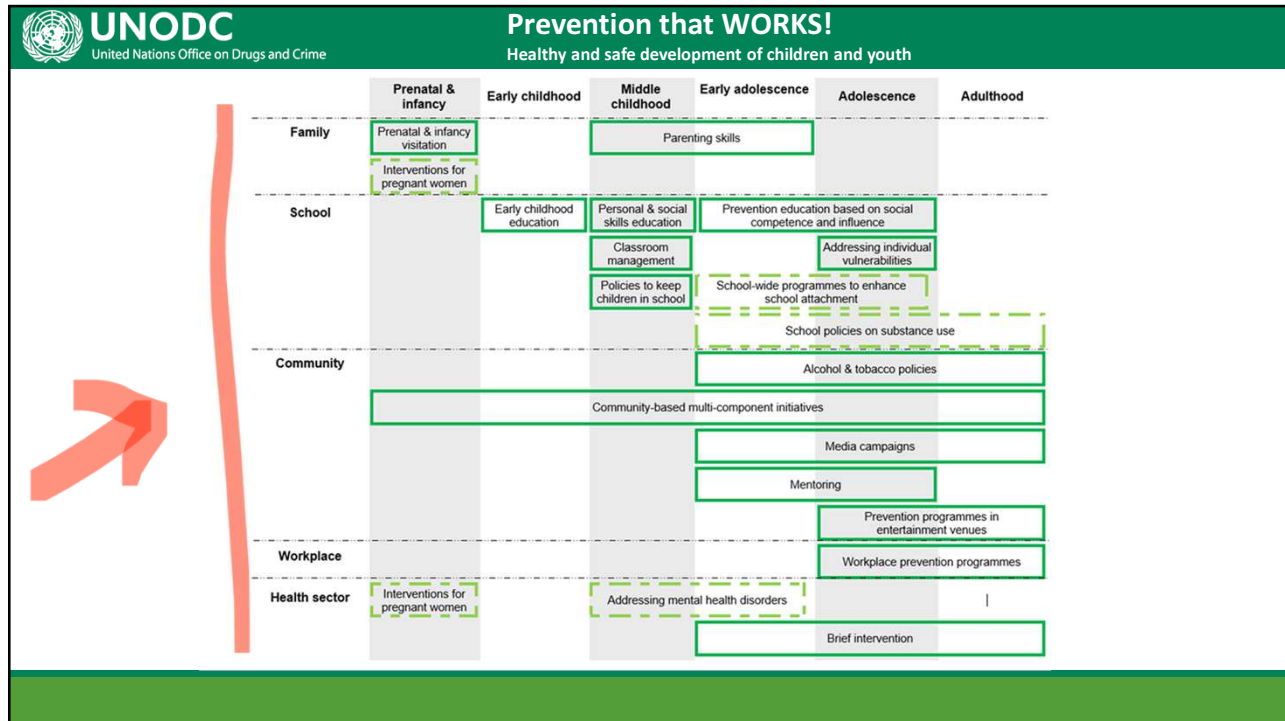 UNODC
United Nations Office on Drugs and Crime
Prevention that WORKS!
Healthy and safe development of children and youth
Prenatal &
infancy
Early childhood
Middle
childhood
Early adolescence
Adolescence
Adulthood
Family
Prenatal & infancy
visitation
Parenting skills
Interventions for
pregnant women
School
Early childhood
education
Personal & social
skills education
Prevention education based on social
competence and influence
Classroom
management
Addressing individual
vulnerabilities
Policies to keep
children in school
School-wide programmes to enhance
school attachment
School policies on substance use
Community
Alcohol & tobacco policies
Community-based multi-component initiatives
Media campaigns
Mentoring
Prevention programmes in
entertainment venues
Workplace
Workplace prevention programmes
Health sector
Interventions for
pregnant women
Addressing mental health disorders
Brief intervention